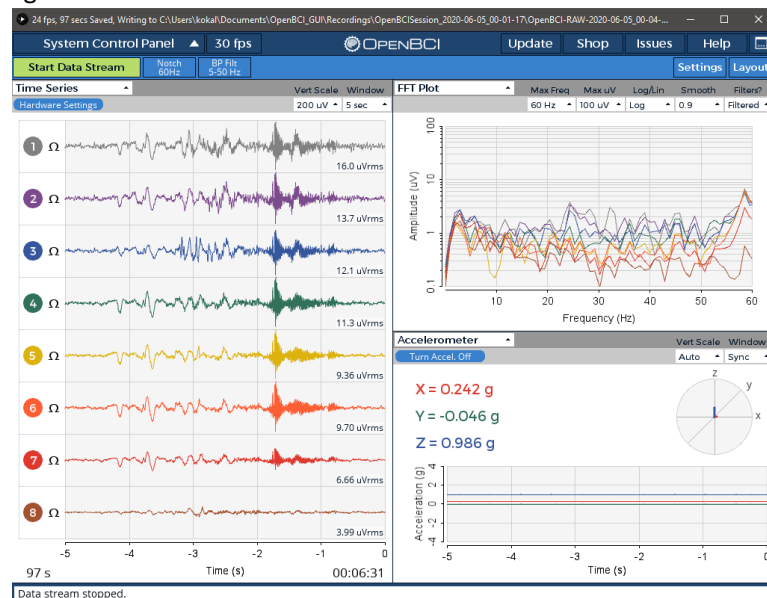 24 fps, 97 secs Saved, Writing to C:\Users\kokal\Documents\OpenBCI_GUI\Recordings\OpenBCISession_2020-06-05_00-01-17\OpenBCI-RAW-2020-06-05_00-04-...
System Control Panel 30 fps OPENBCI Update Shop Issues Help
Start Data Stream Notch 60Hz BP Filt 5-50 Hz Settings Layout
Time Series Vert Scale Window
Hardware Settings 200 uV 5 sec
1 Ω 16.0 uVrms
2 Ω 13.7 uVrms
3 Ω 12.1 uVrms
4 Ω 11.3 uVrms
5 Ω 9.36 uVrms
6 Ω 9.70 uVrms
7 Ω 6.66 uVrms
8 Ω 3.99 uVrms
-5 -4 -3 -2 -1 0
Time (s)
97 s 00:06:31
FFT Plot Max Freq Max uV Log/Lin Smooth Filters?
60 Hz 100 uV Log 0.9 Filtered
Amplitude (uV)
100
10
1
0.1
10 20 30 40 50 60
Frequency (Hz)
Accelerometer Vert Scale Window
Turn Accel. Off Auto Sync
X = 0.242 g
Y = -0.046 g
Z = 0.986 g
z
y
x
Acceleration (g)
4
2
0
-2
-4
-5 -4 -3 -2 -1 0
Time (s)
Data stream stopped.